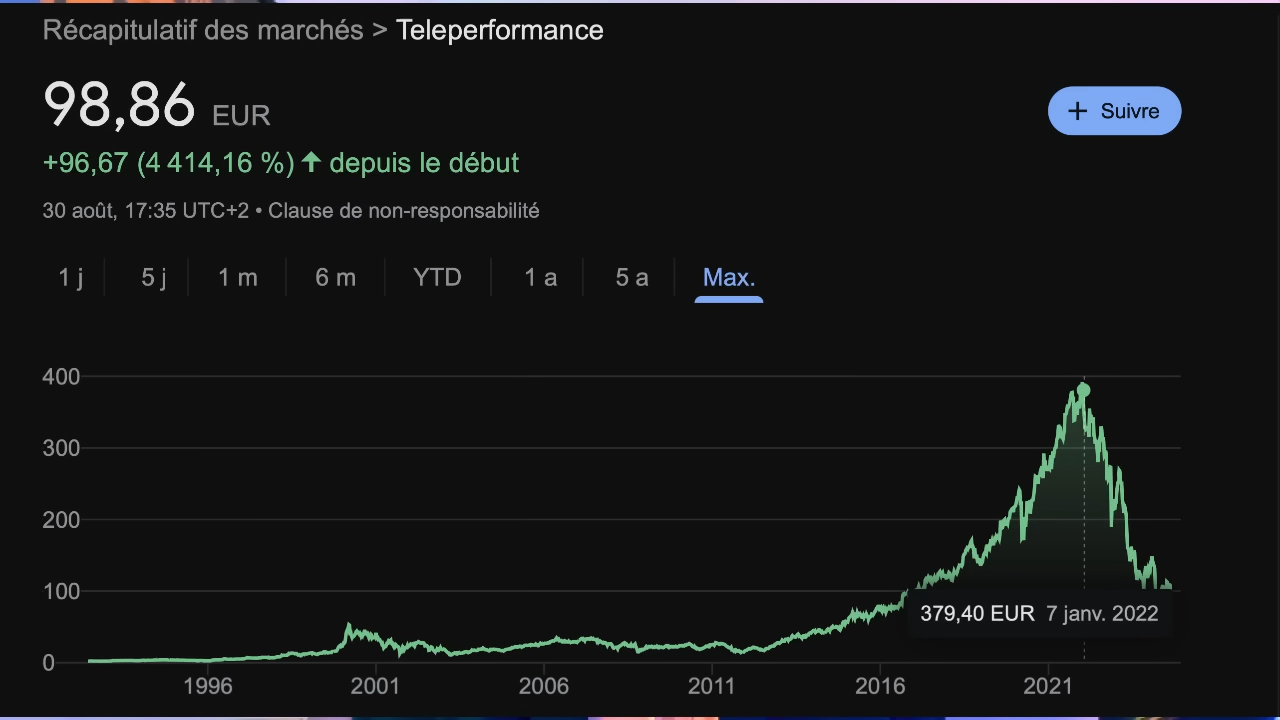 Récapitulatif des marchés > Teleperformance
98,86 EUR
+ Suivre
+96,67 (4 414,16 %) ↑ depuis le début
30 août, 17:35 UTC+2 • Clause de non-responsabilité
1 j 5 j 1 m 6 m YTD 1 a 5 a Max.
400
300
200
100
379,40 EUR 7 janv. 2022
0
1996 2001 2006 2011 2016 2021